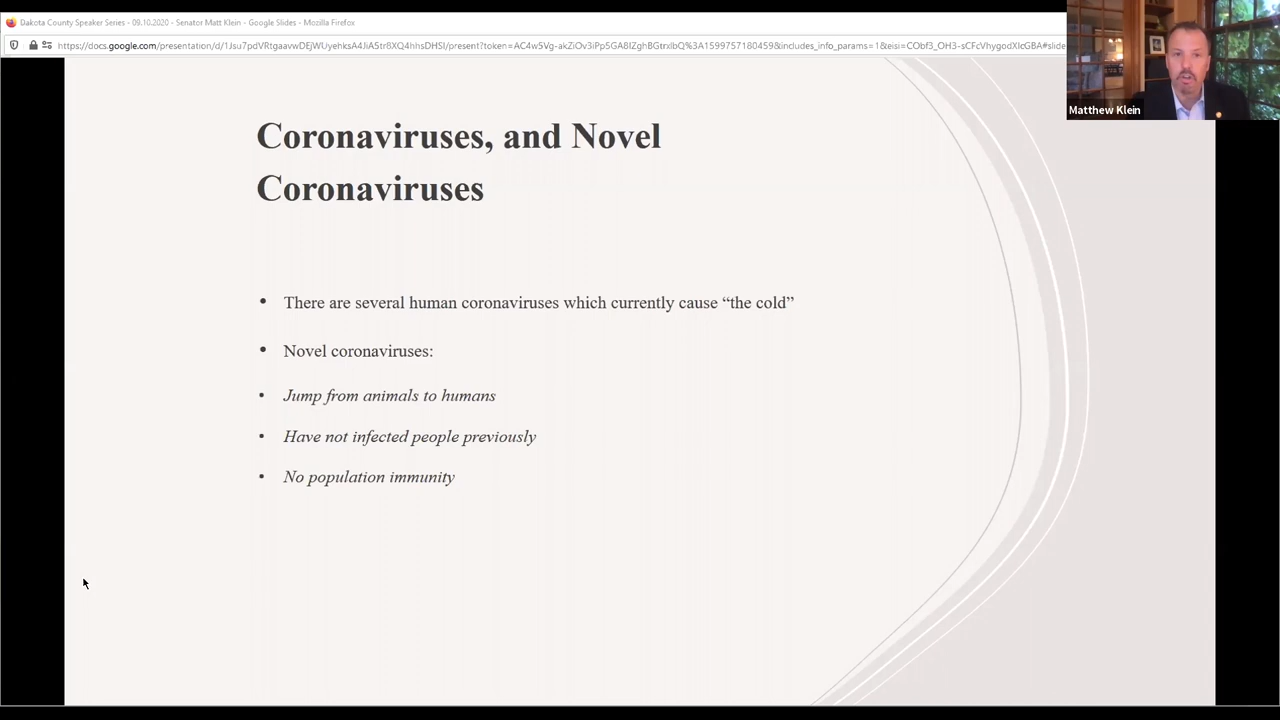 Dakota County Speaker Series - 09.10.2020 - Senator Matt Klein - Google Slides - Mozilla Firefox
Matthew Klein
Coronaviruses, and Novel
Coronaviruses
• There are several human coronaviruses which currently cause “the cold”
• Novel coronaviruses:
• Jump from animals to humans
• Have not infected people previously
• No population immunity